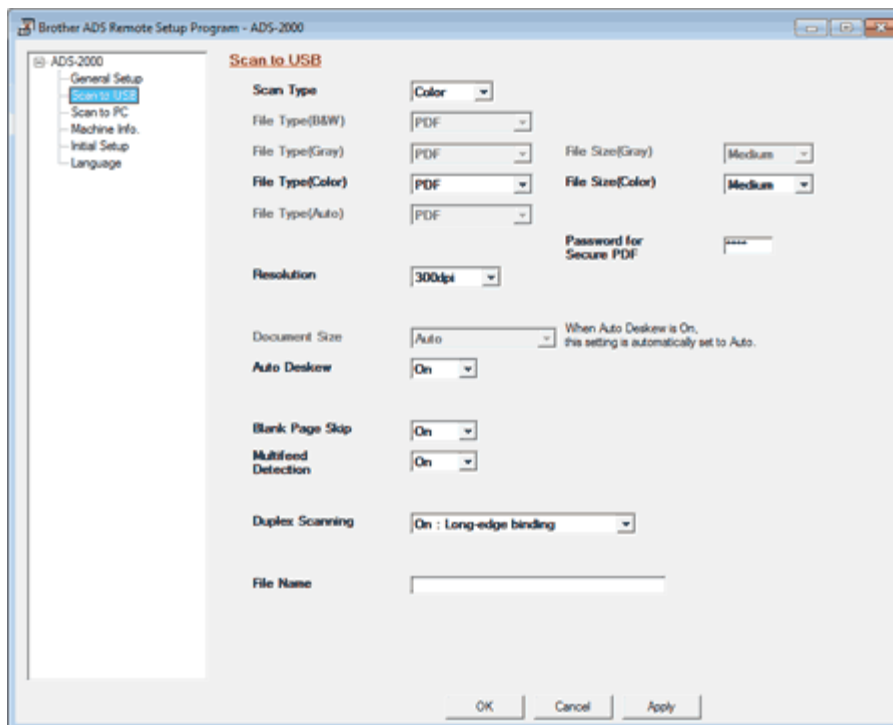 Brother ADS Remote Setup Program - ADS-2000
ADS-2000
General Setup
Scan to USB
Scan to PC
Machine Info.
Initial Setup
Language
Scan to USB
Scan Type Color
File Type(B&W) PDF
File Type(Gray) PDF File Size(Gray) Medium
File Type(Color) PDF File Size(Color) Medium
File Type(Auto) PDF
Password for
Secure PDF ****
Resolution 300dpi
Document Size Auto When Auto Deskew is On,
this setting is automatically set to Auto.
Auto Deskew On
Blank Page Skip On
Multifeed
Detection On
Duplex Scanning On : Long-edge binding
File Name
OK Cancel Apply